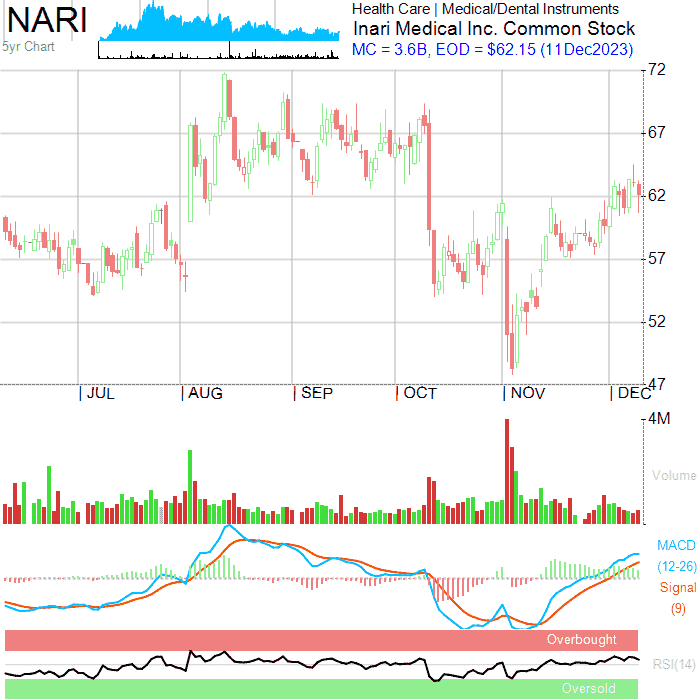 NARI
5yr Chart
Health Care | Medical/Dental Instruments
Inari Medical Inc. Common Stock
MC = 3.6B, EOD = $62.15 (11Dec2023)
72
67
62
57
52
47
JUL
AUG
SEP
OCT
NOV
DEC
4M
Volume
MACD
(12-26)
Signal
(9)
Overbought
RSI(14)
Oversold